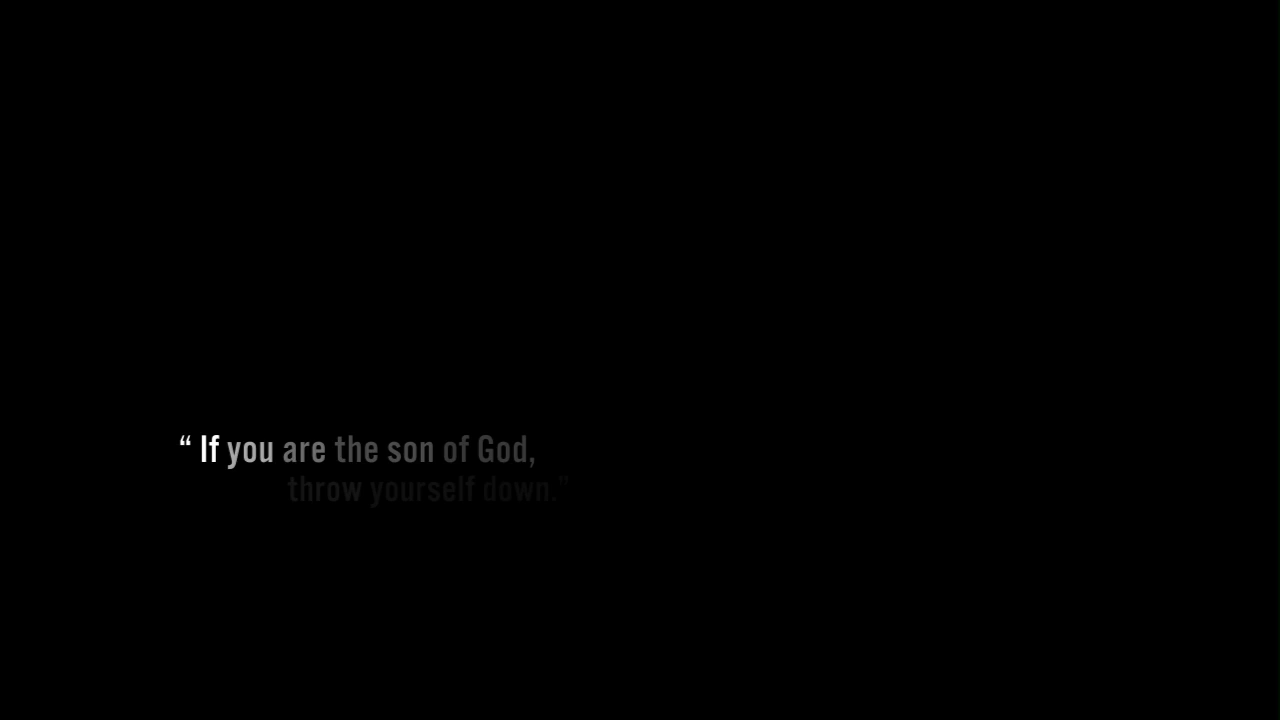 “ If you are the son of God,
throw yourself down.”